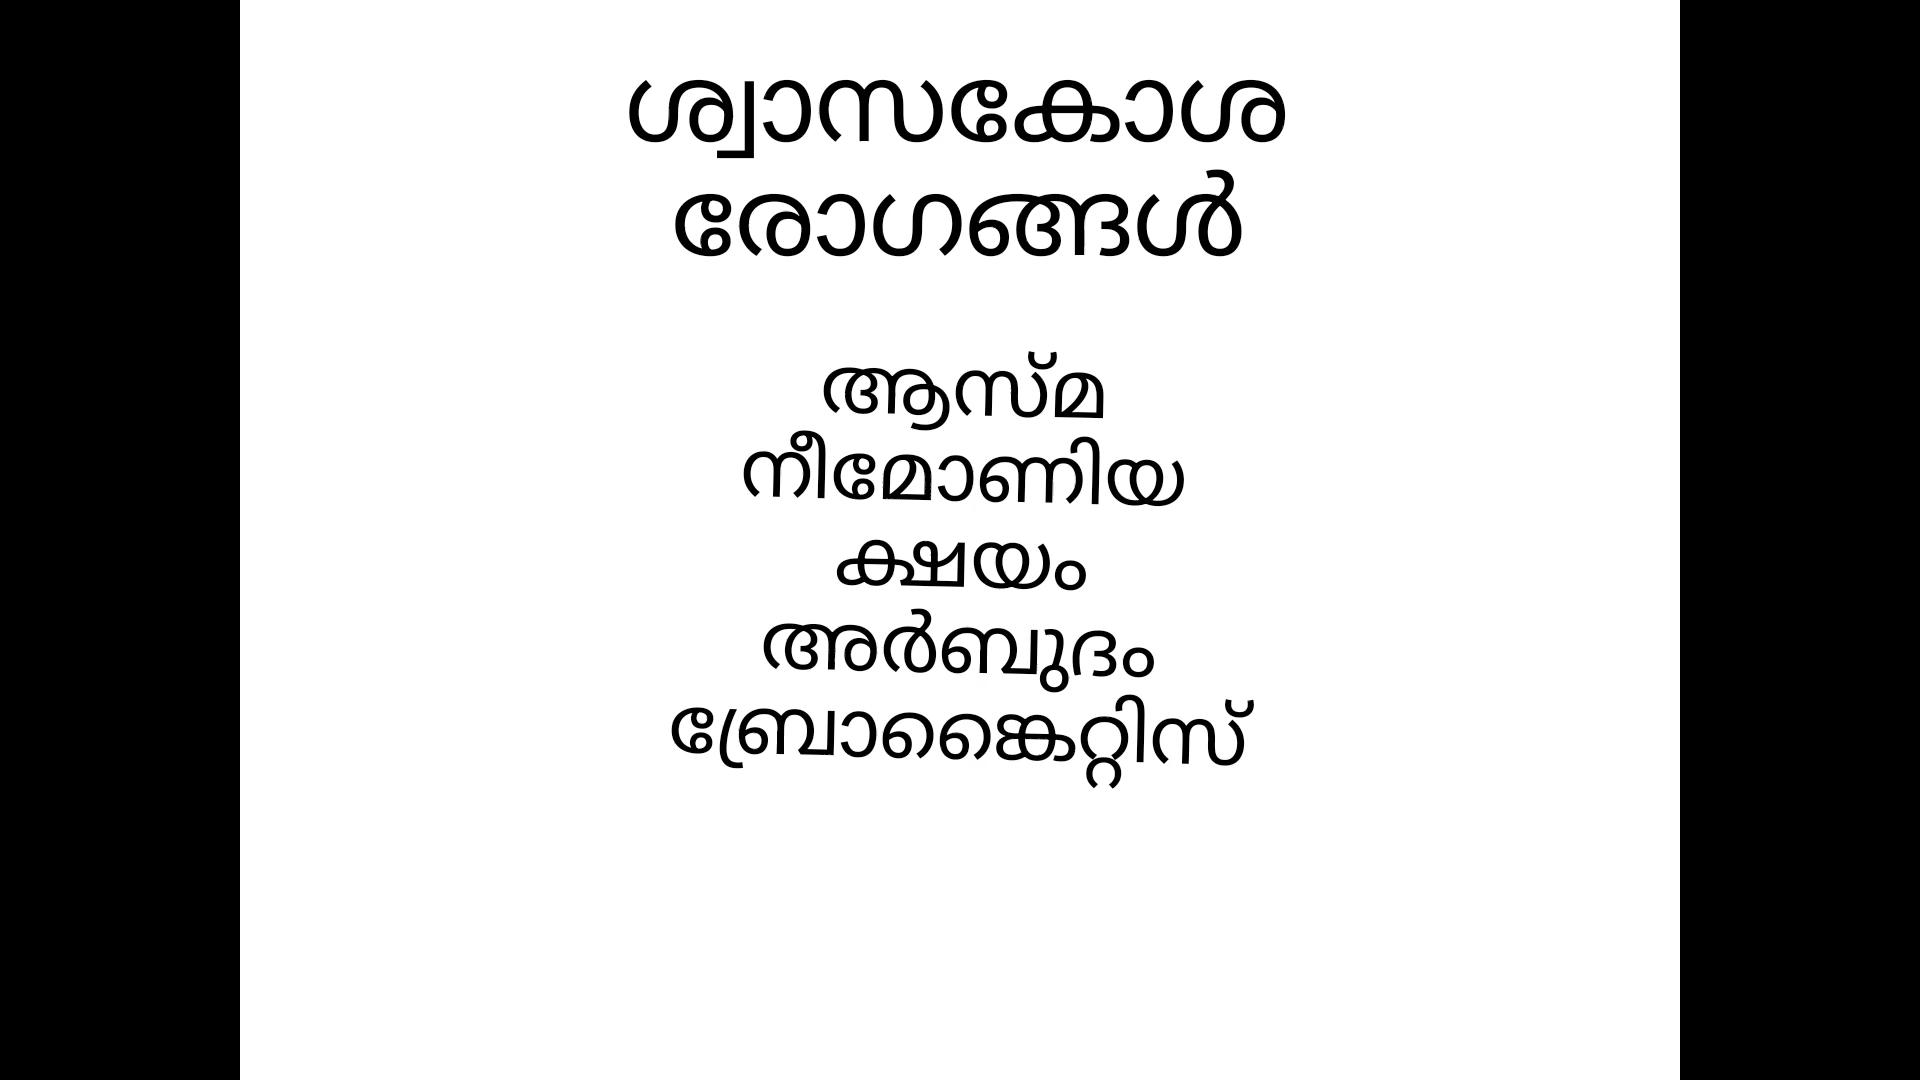 ശ്വാസകോശ
രോഗങ്ങൾ
ആസ്മ
നീമോണിയ
ക്ഷയം
അർബുദം
ബ്രോങ്കൈറ്റിസ്